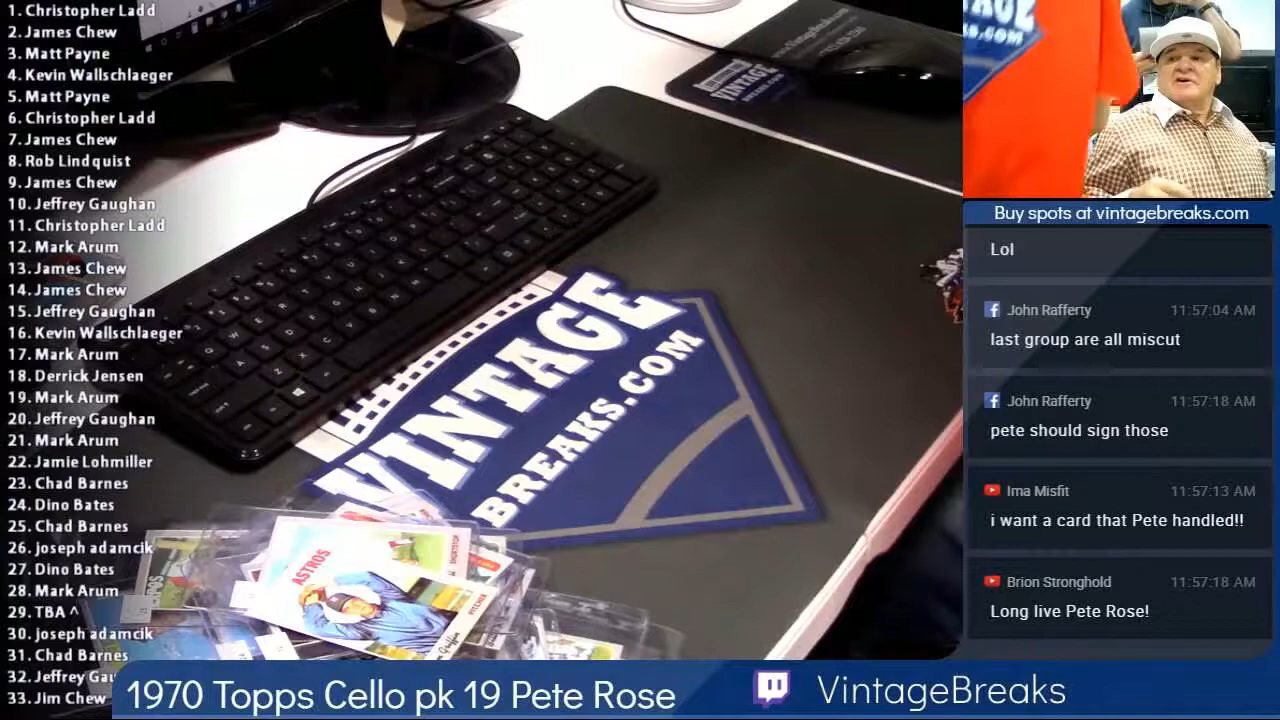 1. Christopher Ladd
2. James Chew
3. Matt Payne
4. Kevin Wallschlaeger
5. Matt Payne
6. Christopher Ladd
7. James Chew
8. Rob Lindquist
9. James Chew
10. Jeffrey Gaughan
11. Christopher Ladd
12. Mark Arum
13. James Chew
14. James Chew
15. Jeffrey Gaughan
16. Kevin Wallschlaeger
17. Mark Arum
18. Derrick Jensen
19. Mark Arum
20. Jeffrey Gaughan
21. Mark Arum
22. Jamie Lohmiller
23. Chad Barnes
24. Dino Bates
25. Chad Barnes
26. joseph adamcik
27. Dino Bates
28. Mark Arum
29. TBA ^
30. joseph adamcik
31. Chad Barnes
32. Jeffrey Gau
33. Jim Chew
VINTAGE
BREAKS.COM
VINTAGE
BREAKS.COM
ASTROS
PITCHER
SHORTSTOP
Buy spots at vintagebreaks.com
Lol
John Rafferty 11:57:04 AM
last group are all miscut
John Rafferty 11:57:18 AM
pete should sign those
Ima Misfit 11:57:13 AM
i want a card that Pete handled!!
Brion Stronghold 11:57:18 AM
Long live Pete Rose!
1970 Topps Cello pk 19 Pete Rose
VintageBreaks